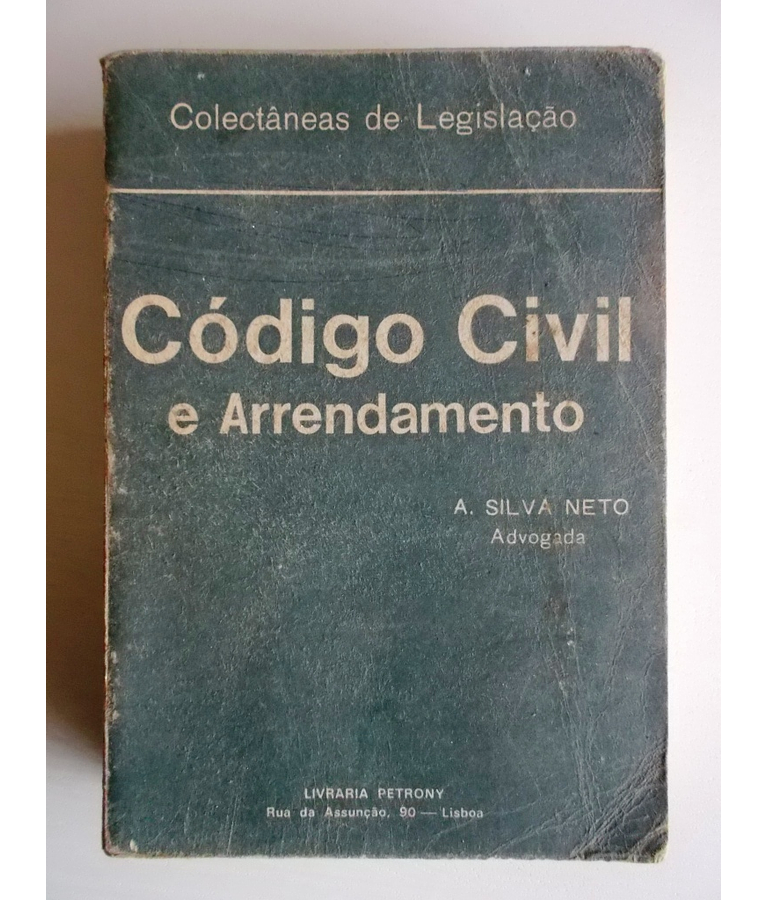 Colectâneas de Legislação
Código Civil
e Arrendamento
A. SILVA NETO
Advogada
LIVRARIA PETRONY
Rua da Assunção, 90 — Lisboa